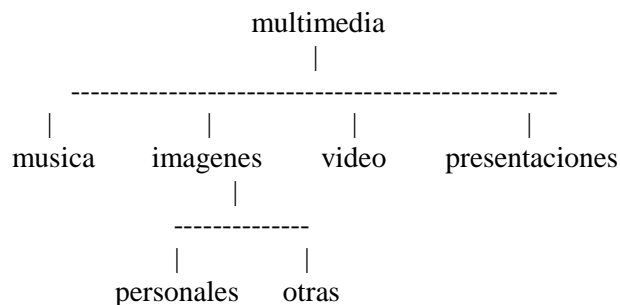 multimedia
|
--------------------------------------------------
| | | |
musica imagenes video presentaciones
|
--------------
| |
personales otras